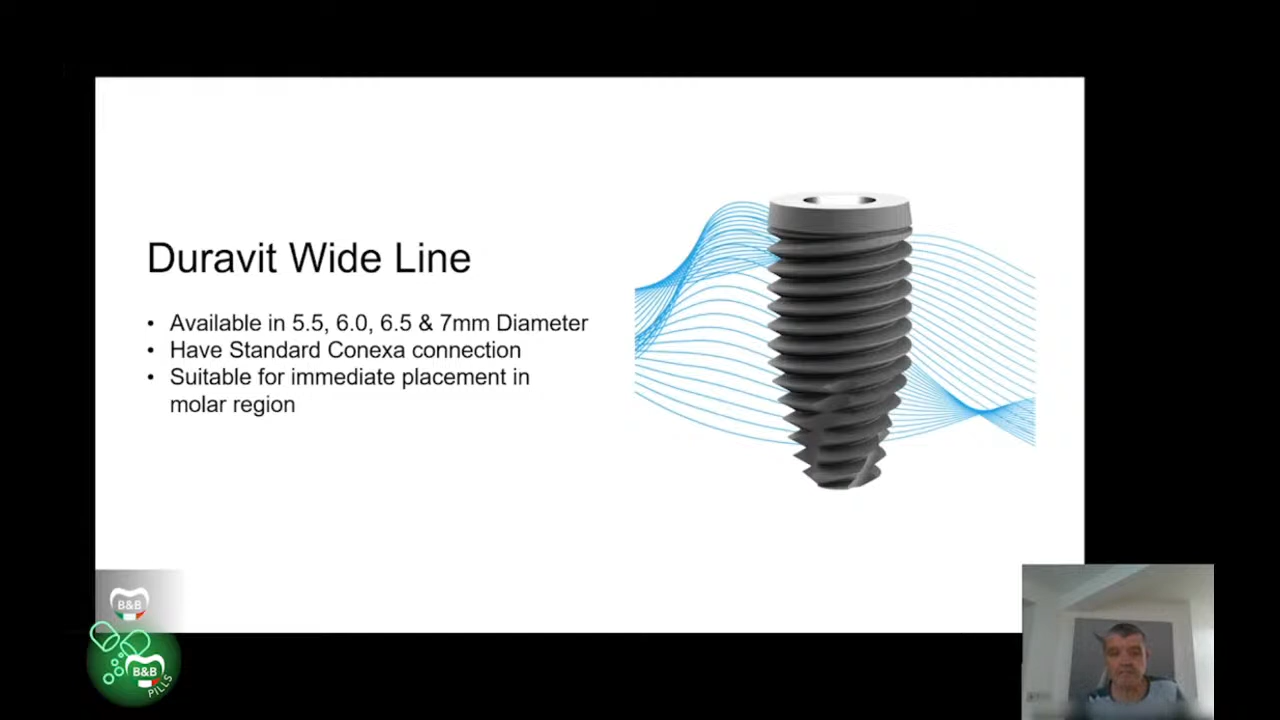 Duravit Wide Line
• Available in 5.5, 6.0, 6.5 & 7mm Diameter
• Have Standard Conexa connection
• Suitable for immediate placement in
molar region
B&B
B&B
PILLS